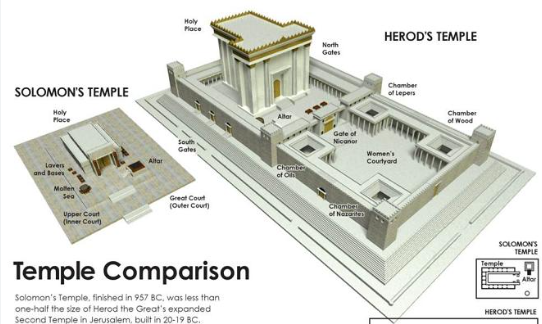 HEROD'S TEMPLE
Holy
Place
North
Gates
Chamber
of Lepers
Chamber
of Wood
Altar
Gate of
Nicanor
Women's
Courtyard
South
Gates
Chamber
of Oils
Chamber
of Nazarites
SOLOMON'S TEMPLE
Holy
Place
Lavers
and Bases
Altar
Molten
Sea
Upper Court
(Inner Court)
Great Court
(Outer Court)
Temple Comparison
Solomon's Temple, finished in 957 BC, was less than
one-half the size of Herod the Great's expanded
Second Temple in Jerusalem, built in 20-19 BC.
SOLOMON'S
TEMPLE
Temple
Altar
HEROD'S TEMPLE